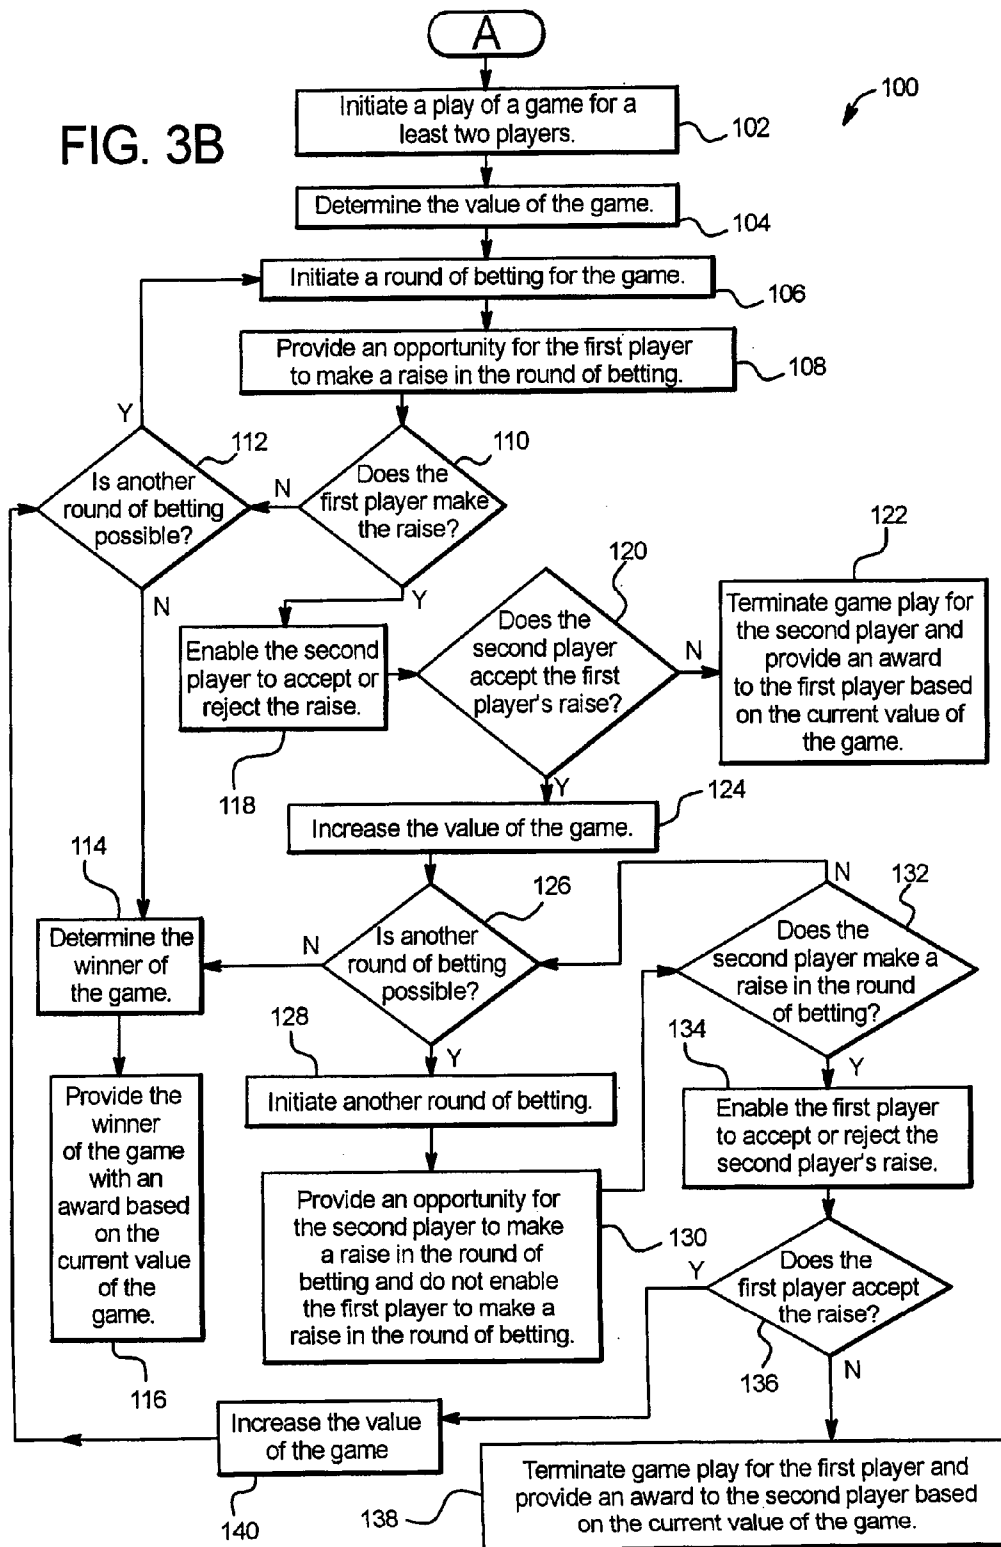 A
100
Initiate a play of a game for a
least two players.
102
FIG. 3B
Determine the value of the game.
104
Initiate a round of betting for the game.
106
Provide an opportunity for the first player
to make a raise in the round of betting.
108
Y
112
Is another
round of betting
possible?
N
N
110
Does the
first player make
the raise?
Y
Enable the second
player to accept or
reject the raise.
118
120
Does the
second player
accept the first
player's raise?
N
Y
122
Terminate game play for
the second player and
provide an award
to the first player based
on the current value of
the game.
124
Increase the value of the game.
114
Determine the
winner of
the game.
N
126
Is another
round of betting
possible?
Y
N
132
Does the
second player make a
raise in the round
of betting?
Y
128
Initiate another round of betting.
134
Enable the first player
to accept or reject the
second player's raise.
Provide the
winner
of the game
with an
award based
on the
current value
of the
game.
116
Provide an opportunity for
the second player to make
a raise in the round of
betting and do not enable
the first player to make a
raise in the round of betting.
130
Y
Does the
first player accept
the raise?
136
N
Increase the value
of the game
140
Terminate game play for the first player and
provide an award to the second player based
on the current value of the game.
138